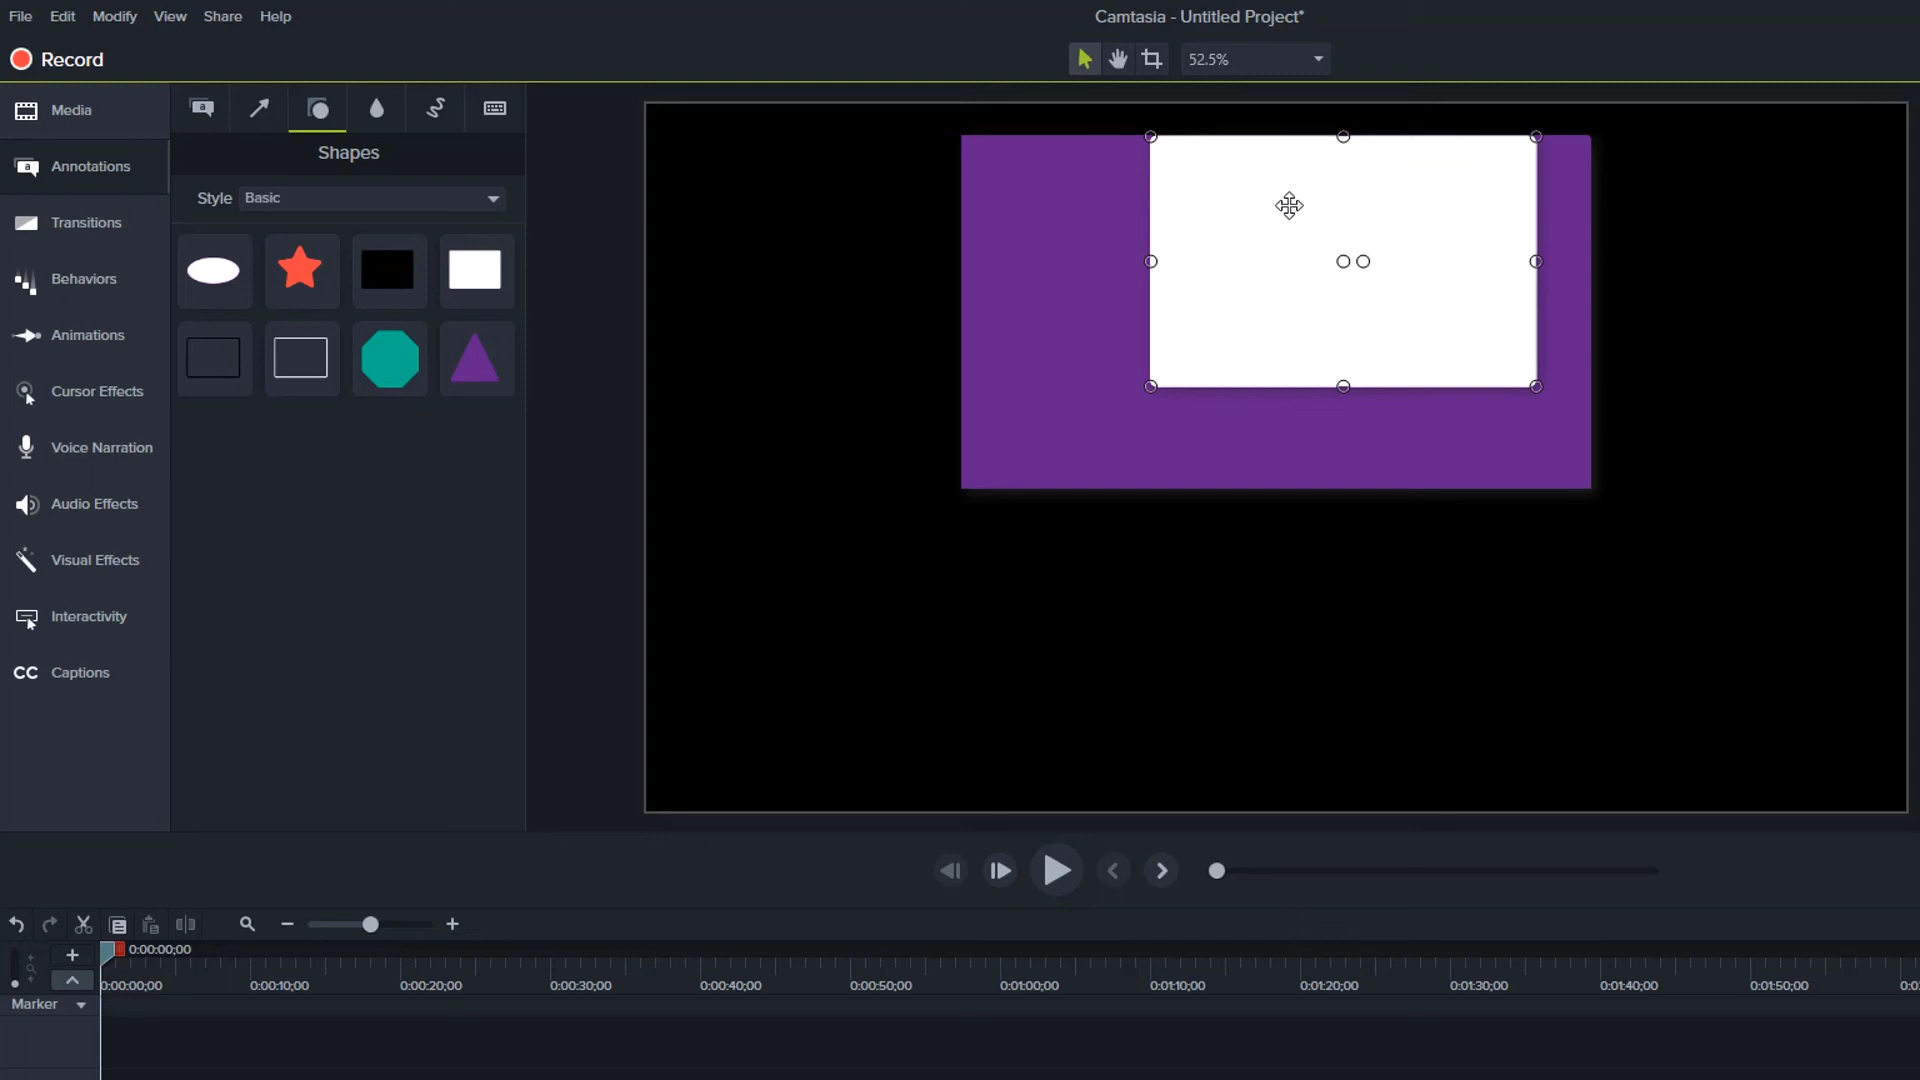 File Edit Modify View Share Help
Camtasia - Untitled Project*
Record
52.5%
Media
a
Annotations
a
Transitions
Behaviors
Animations
Cursor Effects
Voice Narration
Audio Effects
Visual Effects
Interactivity
CC Captions
Shapes
Style Basic
0:00:00;00
0:00:00;00 0:00:10;00 0:00:20;00 0:00:30;00 0:00:40;00 0:00:50;00 0:01:00;00 0:01:10;00 0:01:20;00 0:01:30;00 0:01:40;00 0:01:50;00
Marker